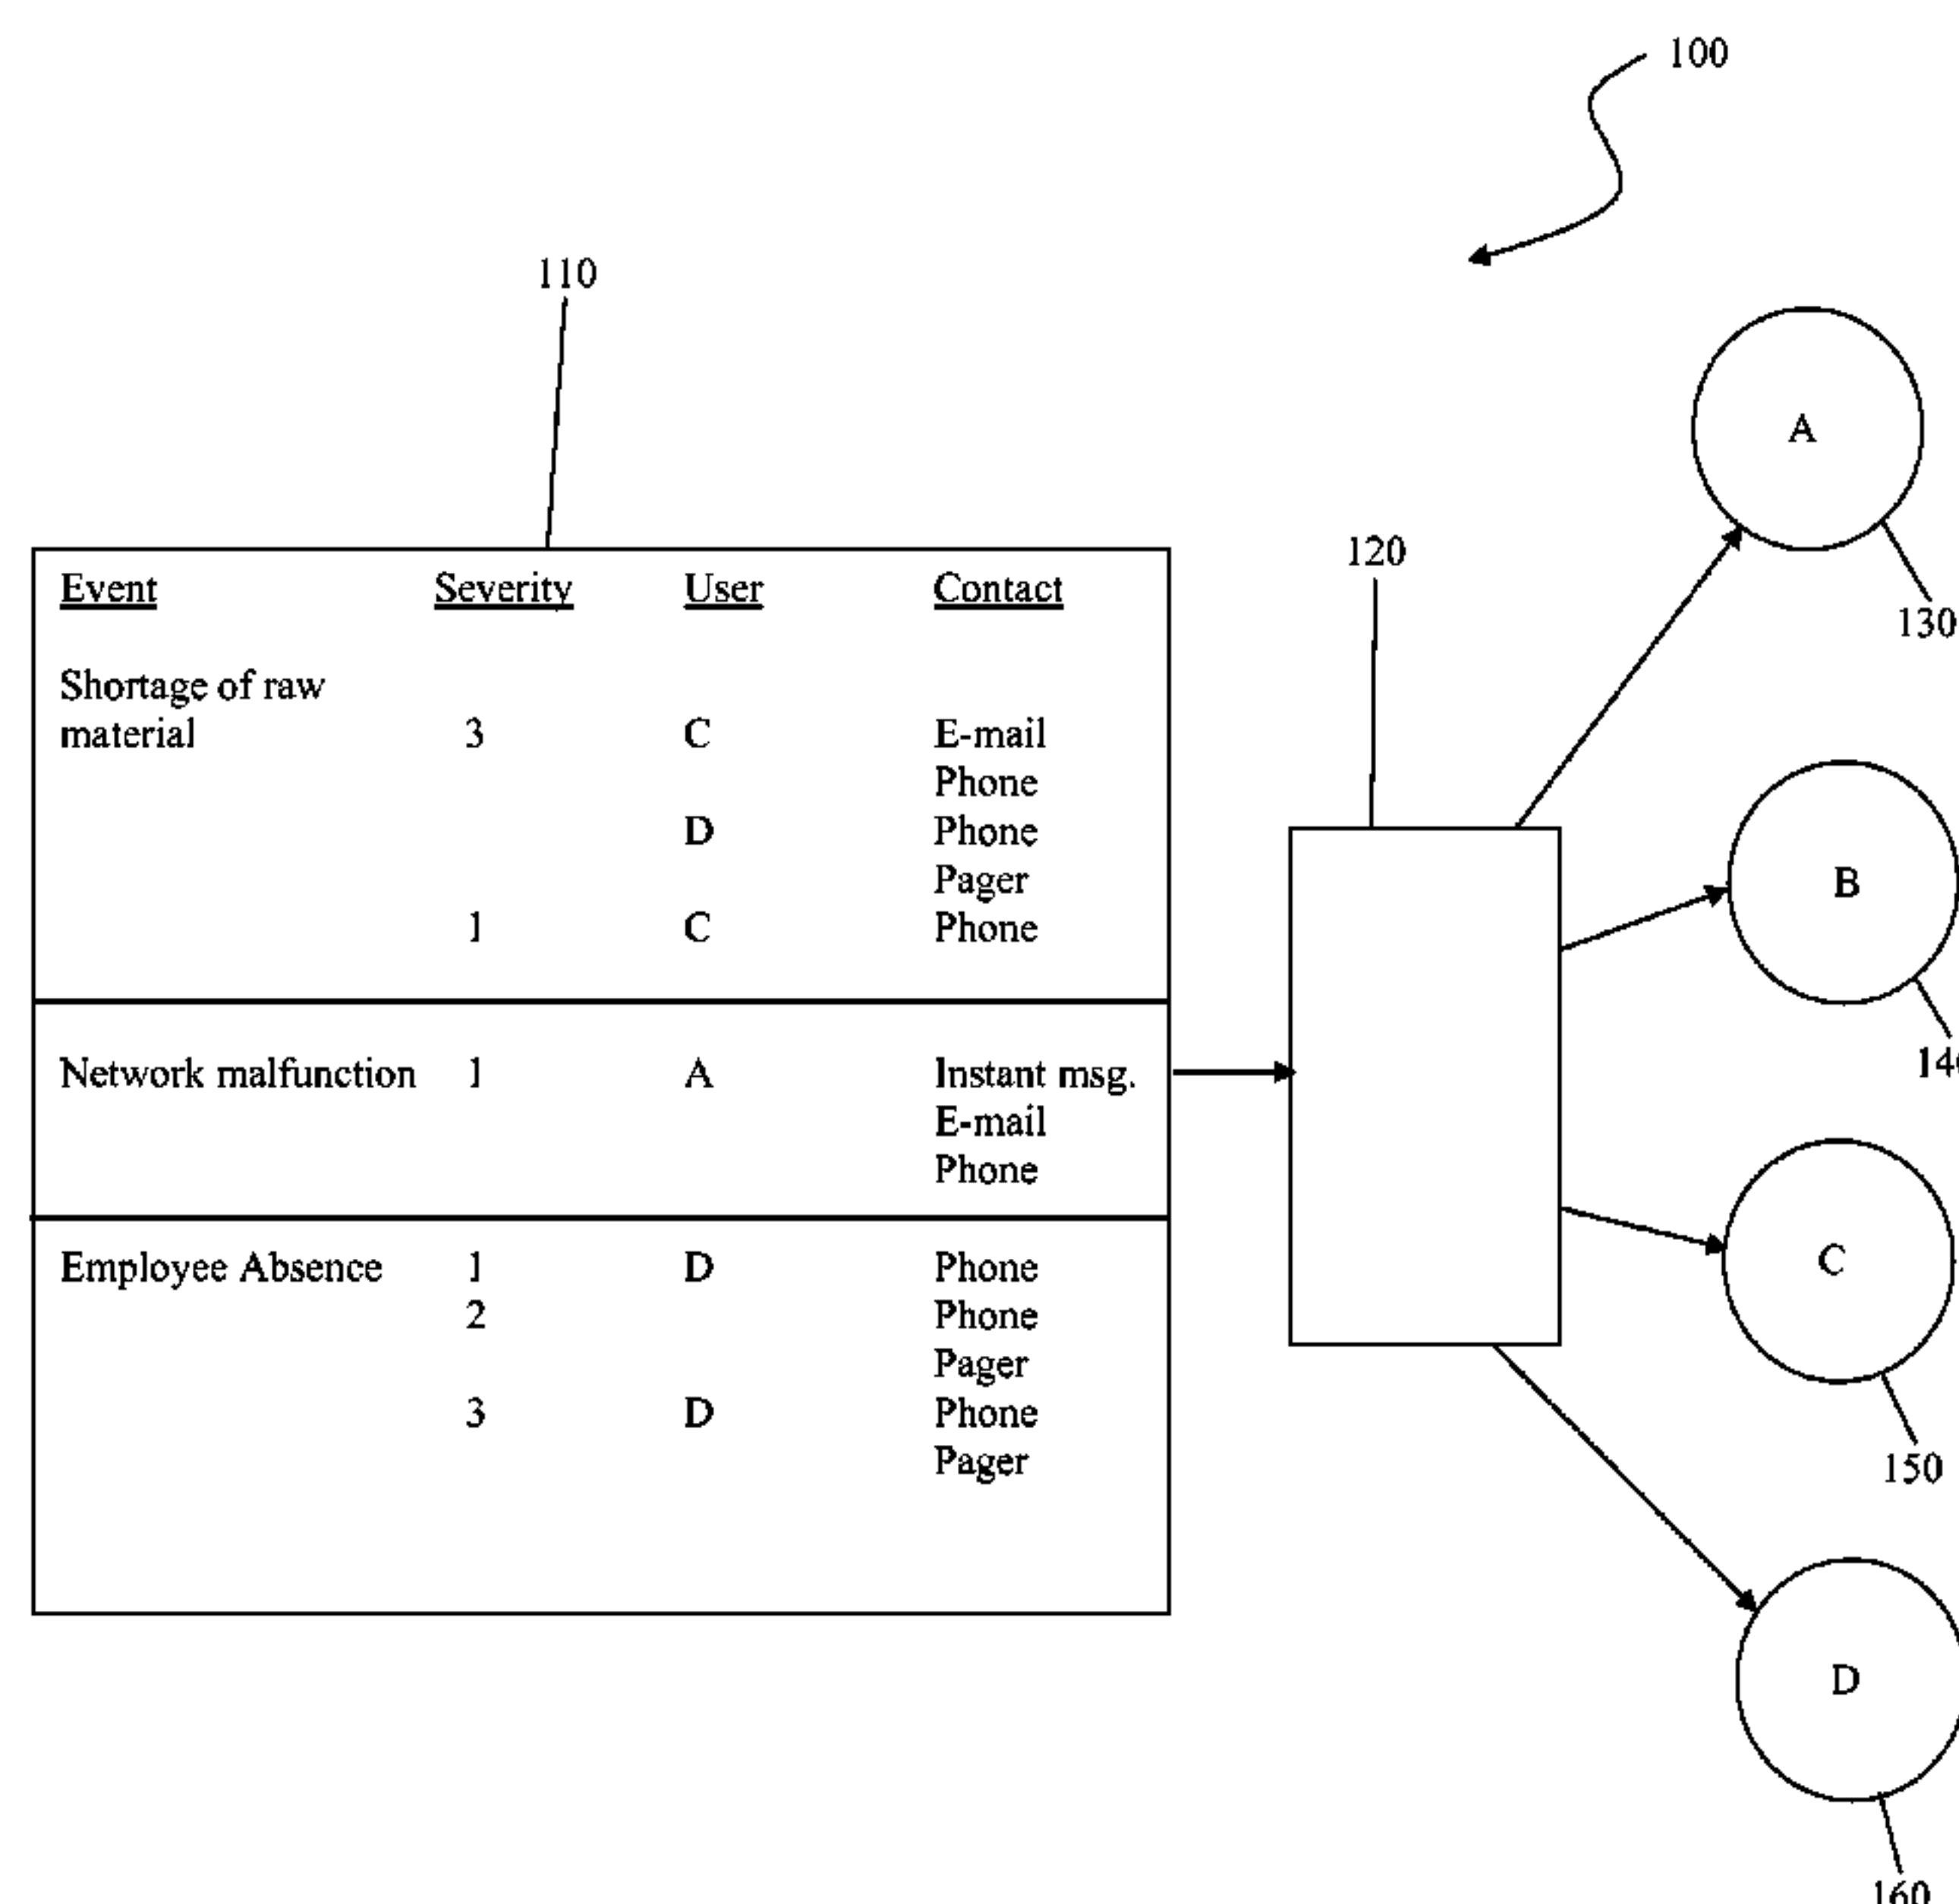 100
110
Event Severity User Contact
Shortage of raw
material 3 C E-mail
Phone
D Phone
Pager
1 C Phone
Network malfunction 1 A Instant msg.
E-mail
Phone
Employee Absence 1 D Phone
2 Phone
Pager
3 D Phone
Pager
120
A
130
B
C
150
D
160